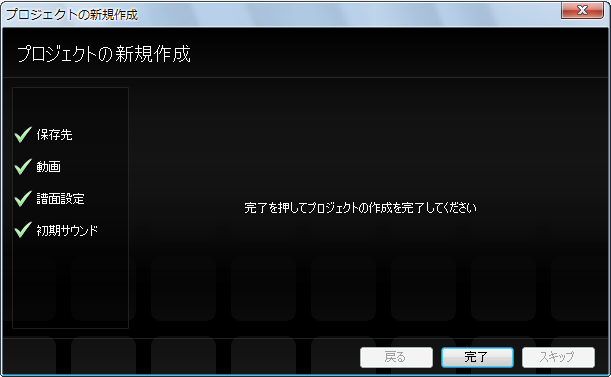 プロジェクトの新規作成
プロジェクトの新規作成
保存先
動画
譜面設定
初期サウンド
完了を押してプロジェクトの作成を完了してください
戻る
完了
スキップ